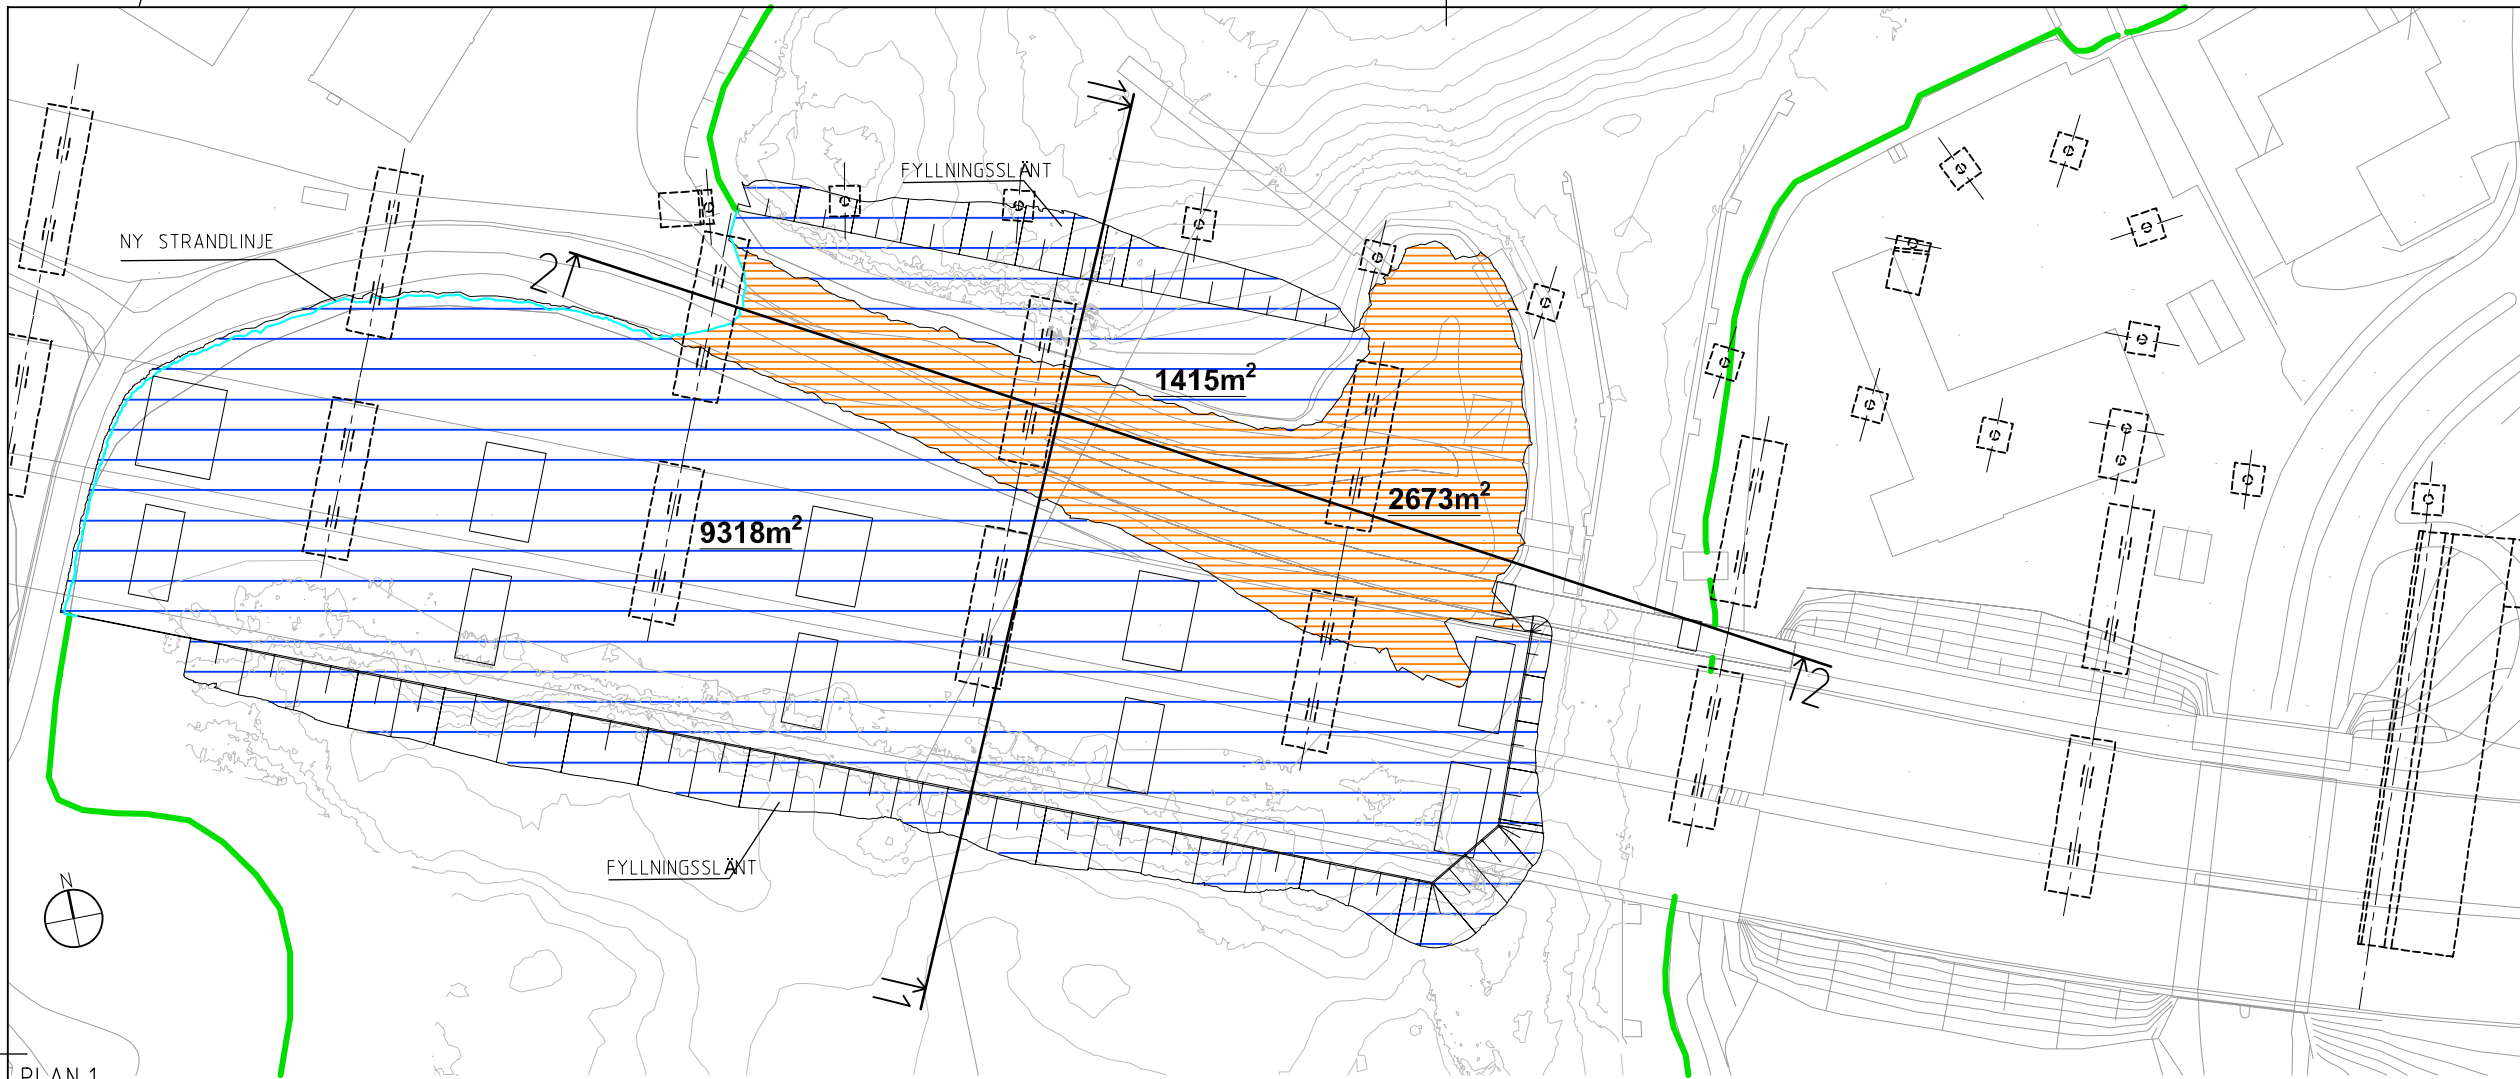 FYLLNINGSSLÄNT
NY STRANDLINJE
2
1415m²
2673m²
9318m²
2
FYLLNINGSSLÄNT
N
PLAN 1